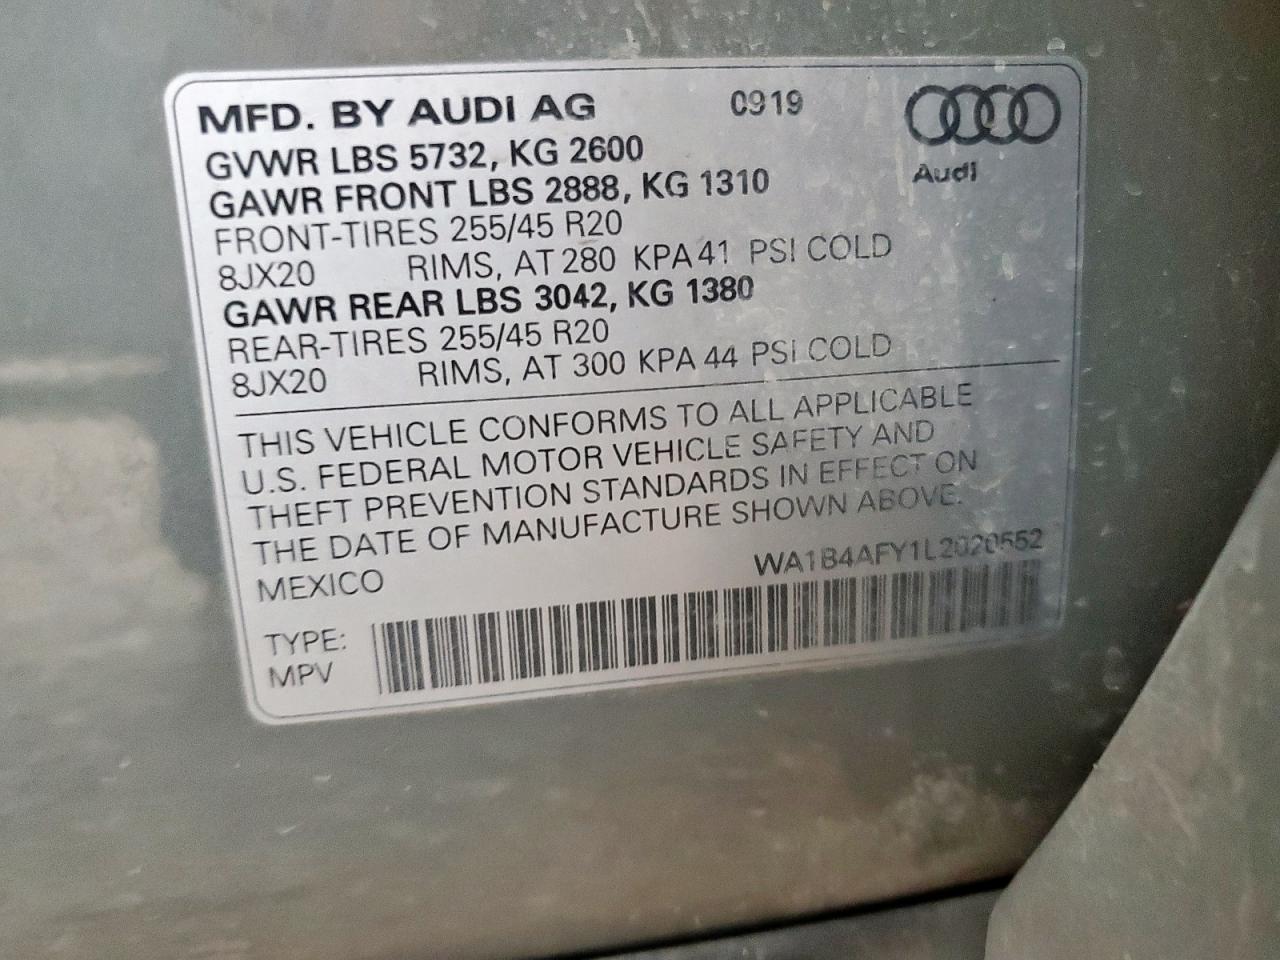 MFD. BY AUDI AG 0919
GVWR LBS 5732, KG 2600
GAWR FRONT LBS 2888, KG 1310
Audi
FRONT-TIRES 255/45 R20
8JX20 RIMS, AT 280 KPA 41 PSI COLD
GAWR REAR LBS 3042, KG 1380
REAR-TIRES 255/45 R20
8JX20 RIMS, AT 300 KPA 44 PSI COLD
THIS VEHICLE CONFORMS TO ALL APPLICABLE
U.S. FEDERAL MOTOR VEHICLE SAFETY AND
THEFT PREVENTION STANDARDS IN EFFECT ON
THE DATE OF MANUFACTURE SHOWN ABOVE.
MEXICO WA1B4AFY1L2020552
TYPE:
MPV